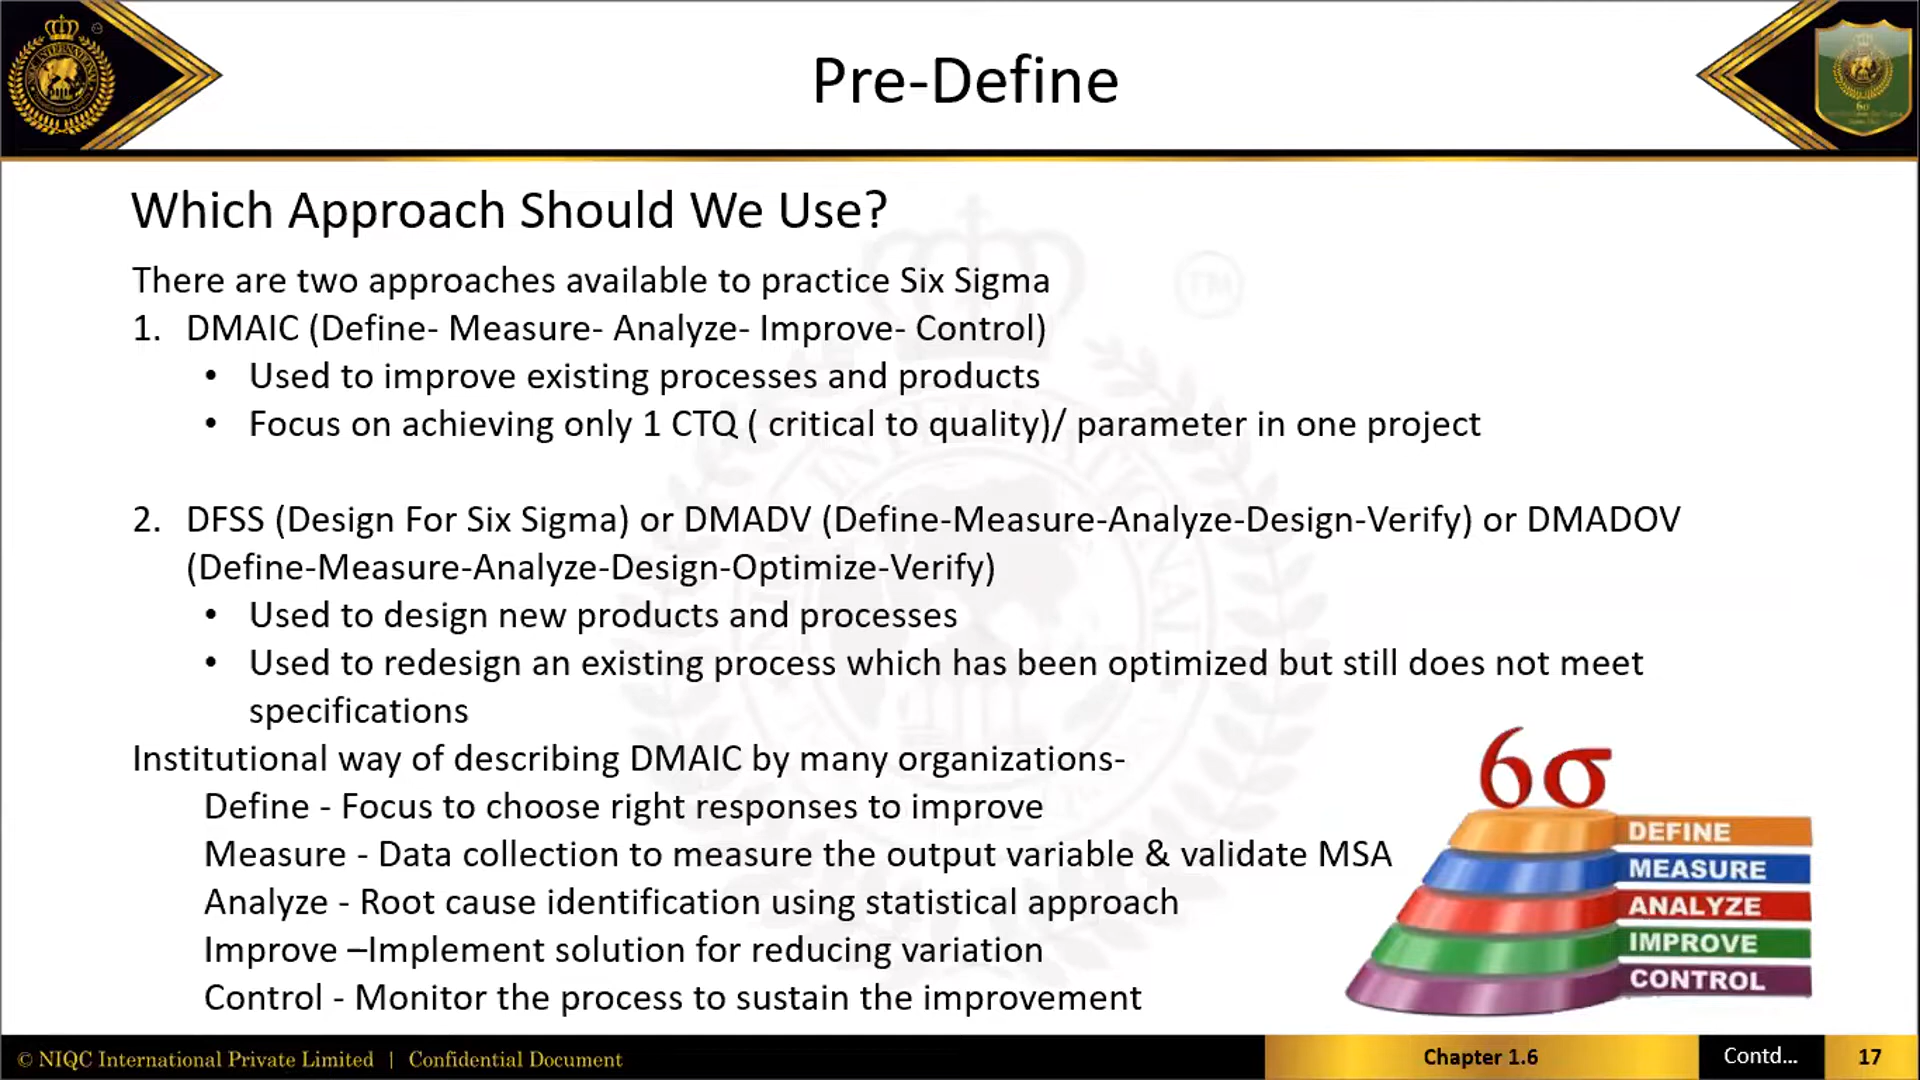 Pre-Define
Which Approach Should We Use?
There are two approaches available to practice Six Sigma
1. DMAIC (Define- Measure- Analyze- Improve- Control)
• Used to improve existing processes and products
• Focus on achieving only 1 CTQ ( critical to quality)/ parameter in one project
2. DFSS (Design For Six Sigma) or DMADV (Define-Measure-Analyze-Design-Verify) or DMADOV
(Define-Measure-Analyze-Design-Optimize-Verify)
• Used to design new products and processes
• Used to redesign an existing process which has been optimized but still does not meet
specifications
Institutional way of describing DMAIC by many organizations-
Define - Focus to choose right responses to improve
Measure - Data collection to measure the output variable & validate MSA
Analyze - Root cause identification using statistical approach
Improve –Implement solution for reducing variation
Control - Monitor the process to sustain the improvement
6σ
DEFINE
MEASURE
ANALYZE
IMPROVE
CONTROL
© NIQC International Private Limited | Confidential Document
Chapter 1.6
Contd...
17